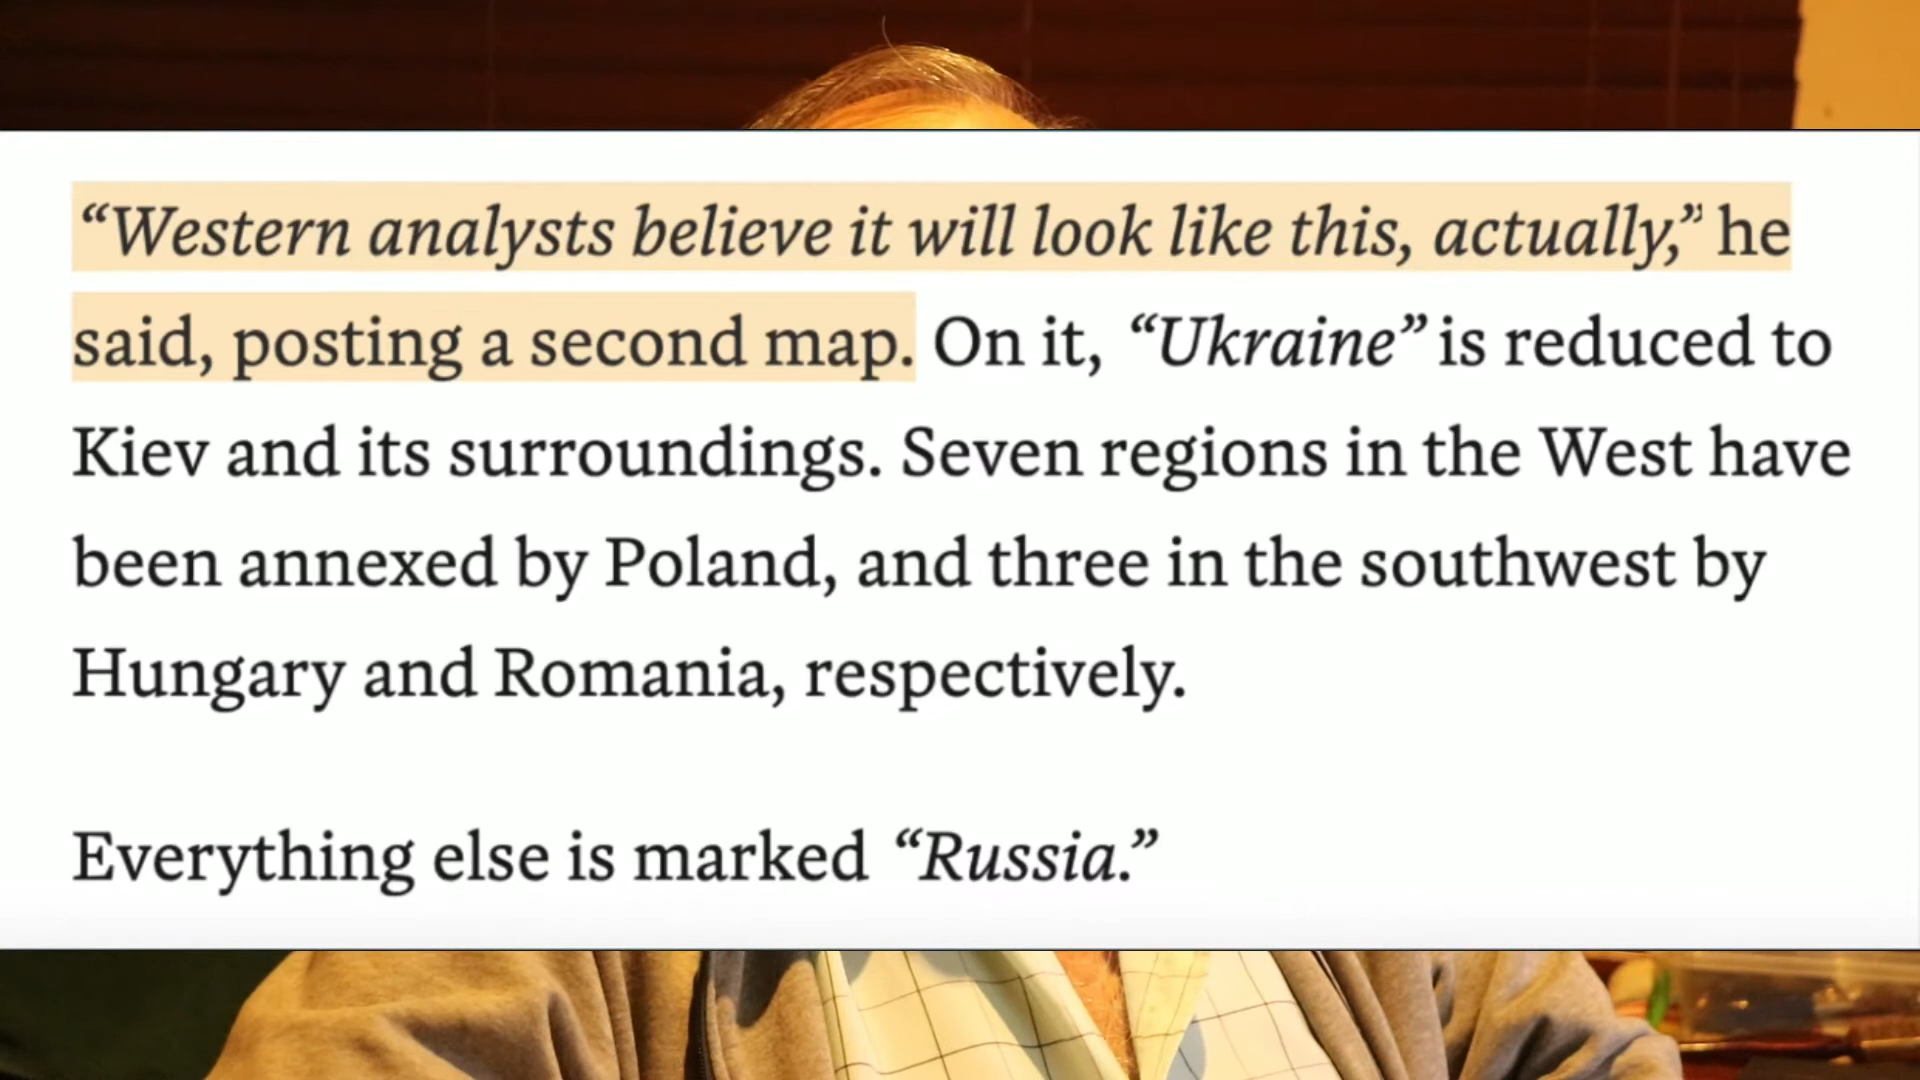 “Western analysts believe it will look like this, actually,” he
said, posting a second map. On it, “Ukraine” is reduced to
Kiev and its surroundings. Seven regions in the West have
been annexed by Poland, and three in the southwest by
Hungary and Romania, respectively.
Everything else is marked “Russia.”